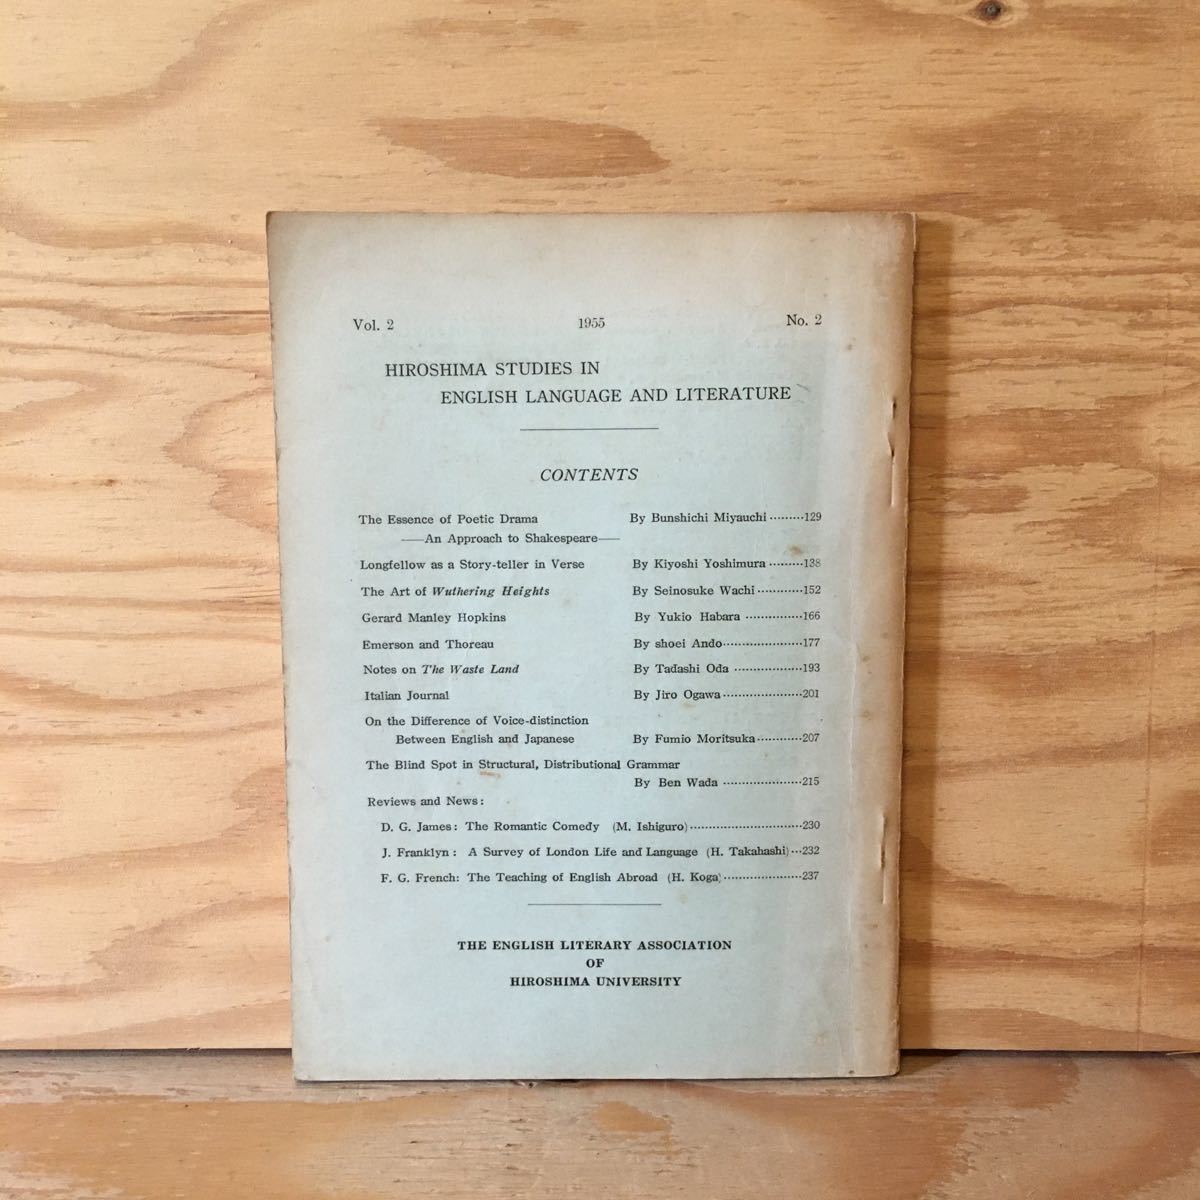 Vol. 2 1955 No. 2
HIROSHIMA STUDIES IN
ENGLISH LANGUAGE AND LITERATURE
CONTENTS
The Essence of Poetic Drama By Bunshichi Miyauchi ·········129
——An Approach to Shakespeare——
Longfellow as a Story-teller in Verse By Kiyoshi Yoshimura ·········138
The Art of Wuthering Heights By Seinosuke Wachi ············152
Gerard Manley Hopkins By Yukio Habara ···············166
Emerson and Thoreau By shoei Ando·····················177
Notes on The Waste Land By Tadashi Oda ··················193
Italian Journal By Jiro Ogawa·····················201
On the Difference of Voice-distinction
Between English and Japanese By Fumio Moritsuka············207
The Blind Spot in Structural, Distributional Grammar
By Ben Wada ·····················215
Reviews and News:
D. G. James: The Romantic Comedy (M. Ishiguro)······························230
J. Franklyn: A Survey of London Life and Language (H. Takahashi)···232
F. G. French: The Teaching of English Abroad (H. Koga)·····················237
THE ENGLISH LITERARY ASSOCIATION
OF
HIROSHIMA UNIVERSITY